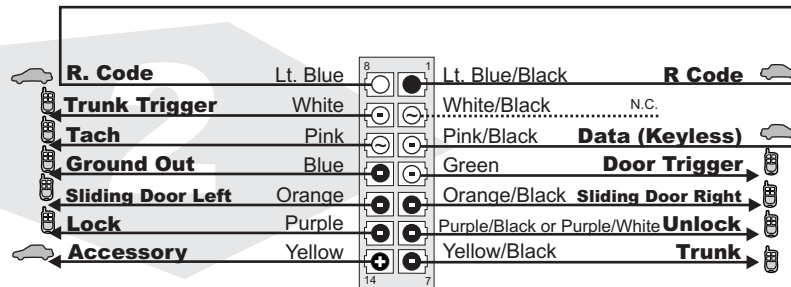 8 1
R. Code Lt. Blue Lt. Blue/Black R Code
Trunk Trigger White White/Black N.C.
Tach Pink Pink/Black Data (Keyless)
Ground Out Blue Green Door Trigger
Sliding Door Left Orange Orange/Black Sliding Door Right
Lock Purple Purple/Black or Purple/White Unlock
Accessory Yellow Yellow/Black Trunk
14 7
2